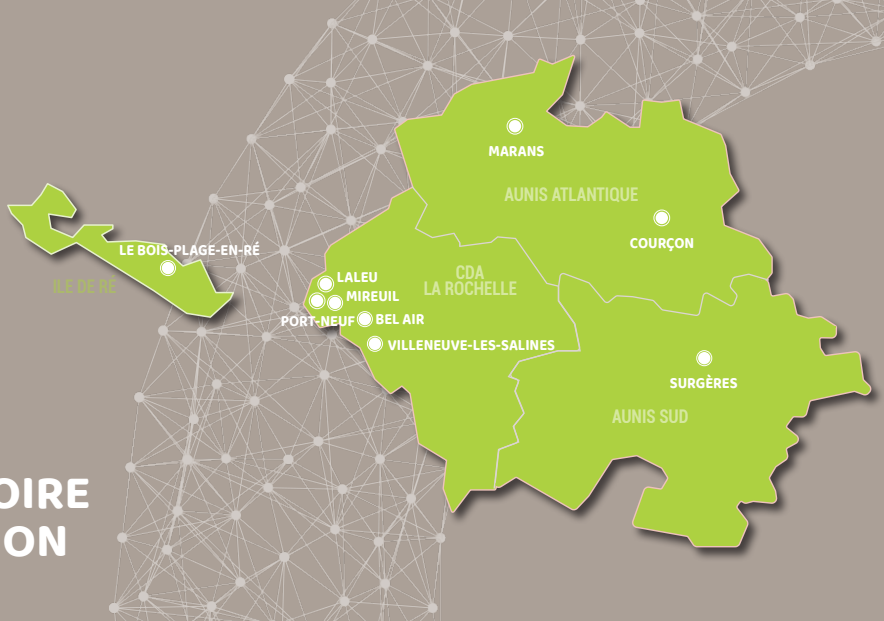 MARANS
AUNIS ATLANTIQUE
COURÇON
LE BOIS-PLAGE-EN-RÉ
ILE DE RE
CDA
LA ROCHELLE
LALEU
MIREUIL
PORT-NEUF
BEL AIR
VILLENEUVE-LES-SALINES
SURGÈRES
AUNIS SUD
OIRE
ON